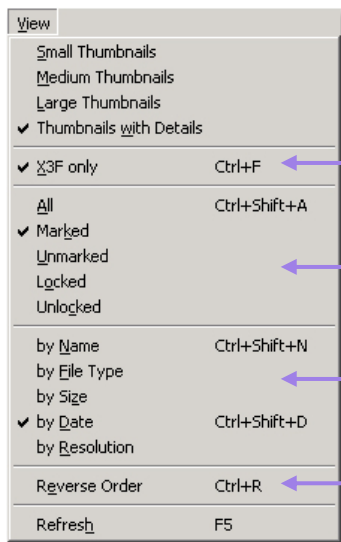 View
Small Thumbnails
Medium Thumbnails
Large Thumbnails
Thumbnails with Details
X3F only Ctrl+F
All Ctrl+Shift+A
Marked
Unmarked
Locked
Unlocked
by Name Ctrl+Shift+N
by File Type
by Size
by Date Ctrl+Shift+D
by Resolution
Reverse Order Ctrl+R
Refresh F5